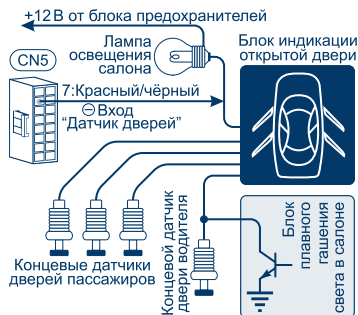 +12 В от блока предохранителей
Лампа
освещения
салона
Блок индикации
открытой двери
CN5
7:Красный/чёрный
⊖Вход
“Датчик дверей”
Концевые датчики
дверей пассажиров
Концевой датчик
двери водителя
Блок
плавного
гашения
света в салоне